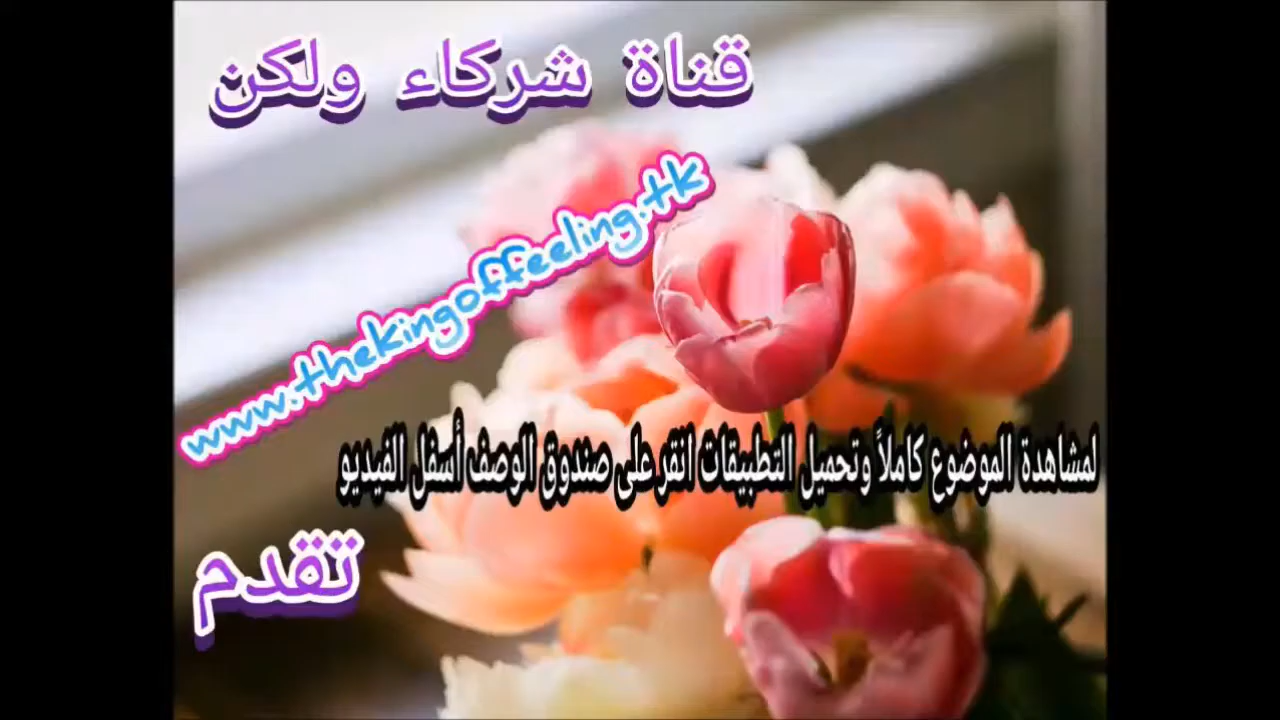 قناة شركاء ولكن
www.thekingoffeeling.tk
لمشاهدة الموضوع كاملاً وتحميل التطبيقات انقر على صندوق الوصف أسفل الفيديو
تقدم